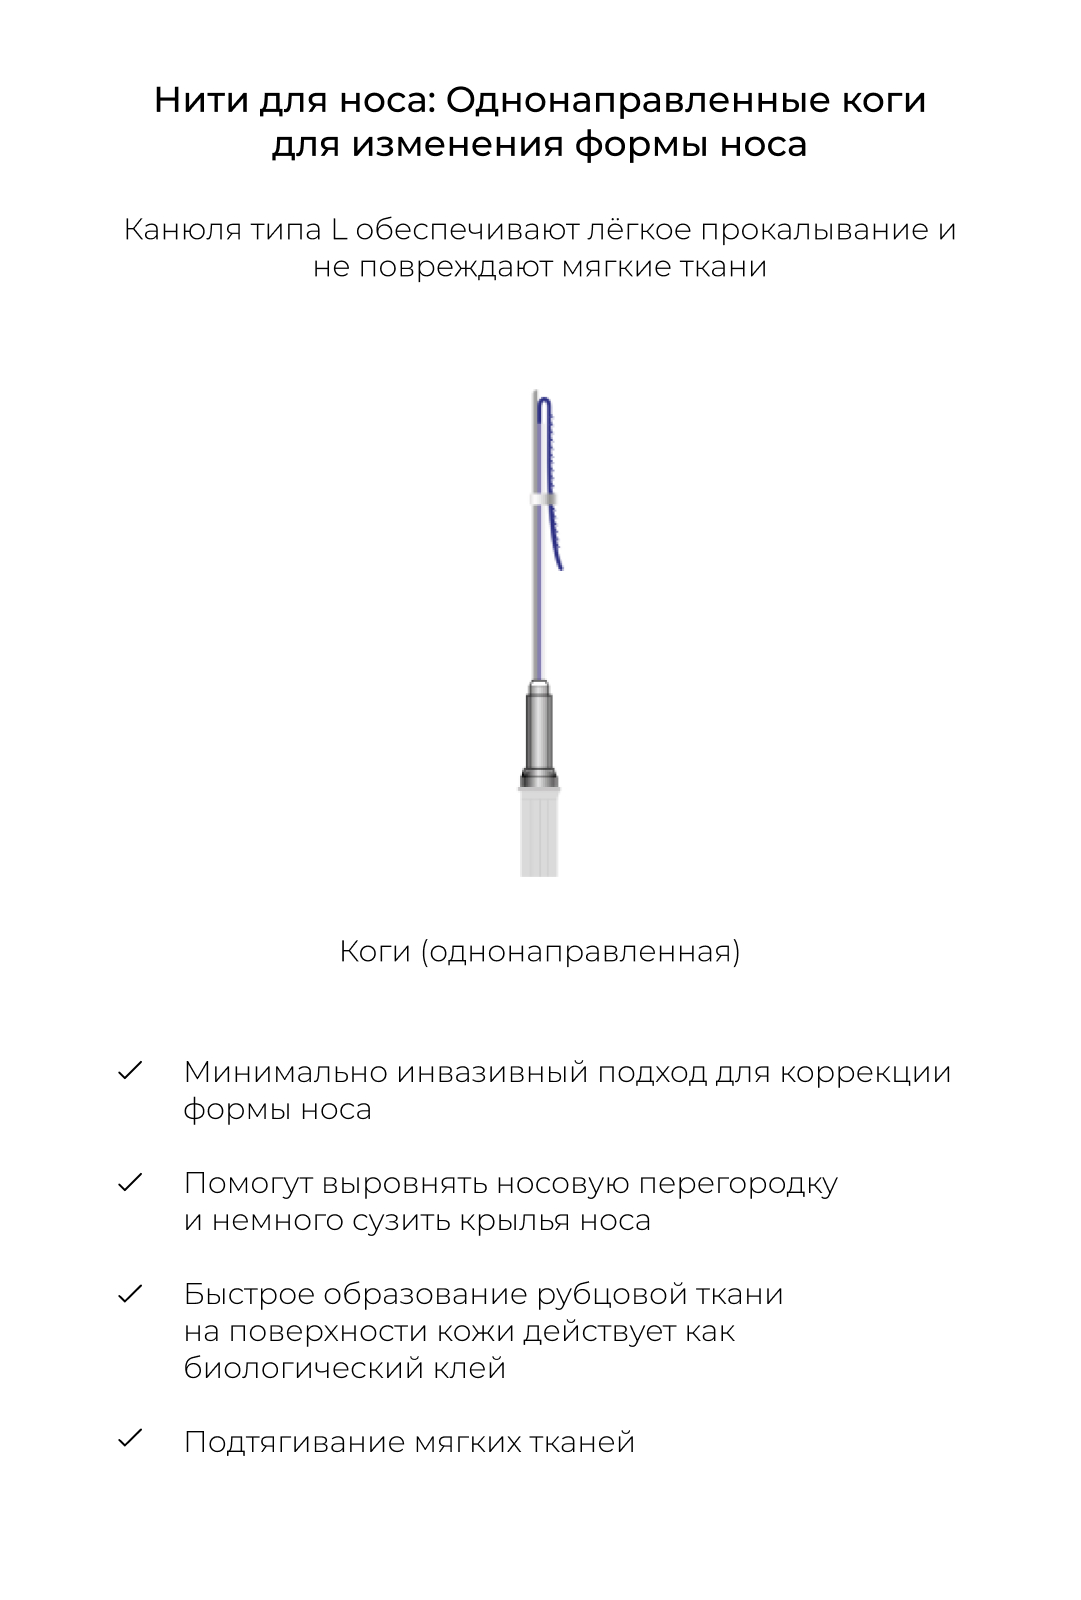 Нити для носа: Однонаправленные коги
для изменения формы носа
Канюля типа L обеспечивают лёгкое прокалывание и
не повреждают мягкие ткани
Коги (однонаправленная)
Минимально инвазивный подход для коррекции
формы носа
Помогут выровнять носовую перегородку
и немного сузить крылья носа
Быстрое образование рубцовой ткани
на поверхности кожи действует как
биологический клей
Подтягивание мягких тканей